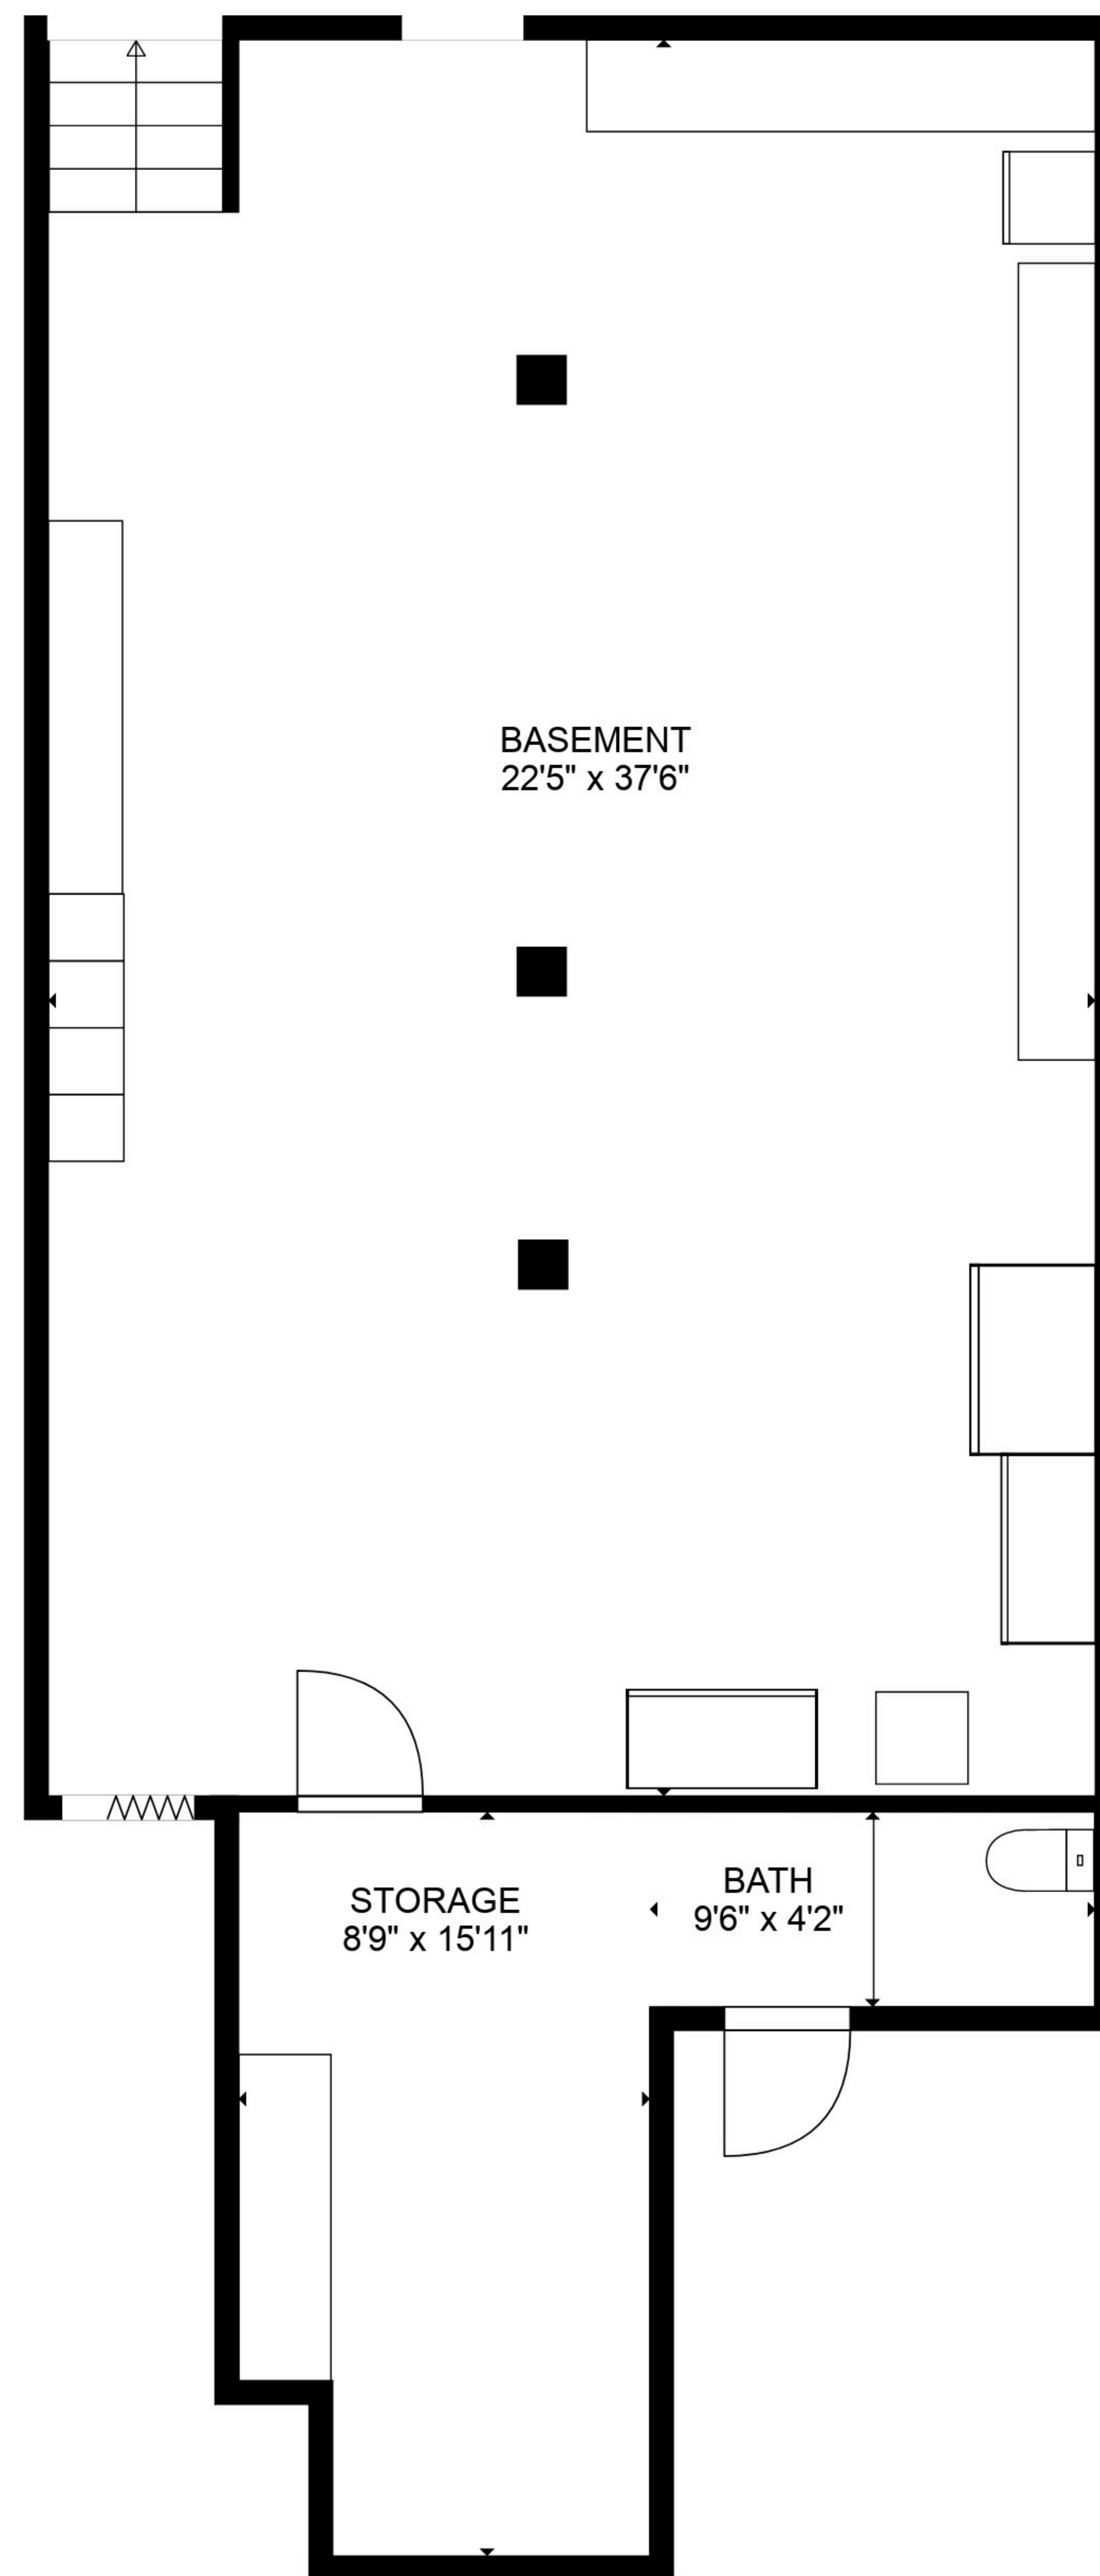 BASEMENT
22'5" x 37'6"
STORAGE
8'9" x 15'11"
BATH
9'6" x 4'2"